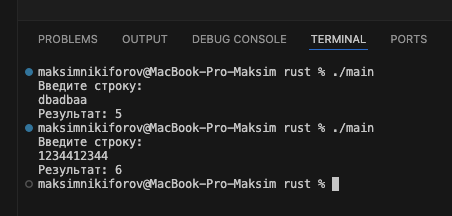 PROBLEMS OUTPUT DEBUG CONSOLE TERMINAL PORTS
maksimnikiforov@MacBook-Pro-Maksim rust % ./main
Введите строку:
dbadbaa
Результат: 5
maksimnikiforov@MacBook-Pro-Maksim rust % ./main
Введите строку:
1234412344
Результат: 6
maksimnikiforov@MacBook-Pro-Maksim rust %